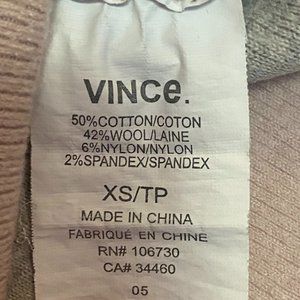 VINCe.
50%COTTON/COTON
42%WOOL/LAINE
6%NYLON/NYLON
2%SPANDEX/SPANDEX
XS/TP
MADE IN CHINA
FABRIQUÉ EN CHINE
RN# 106730
CA# 34460
05